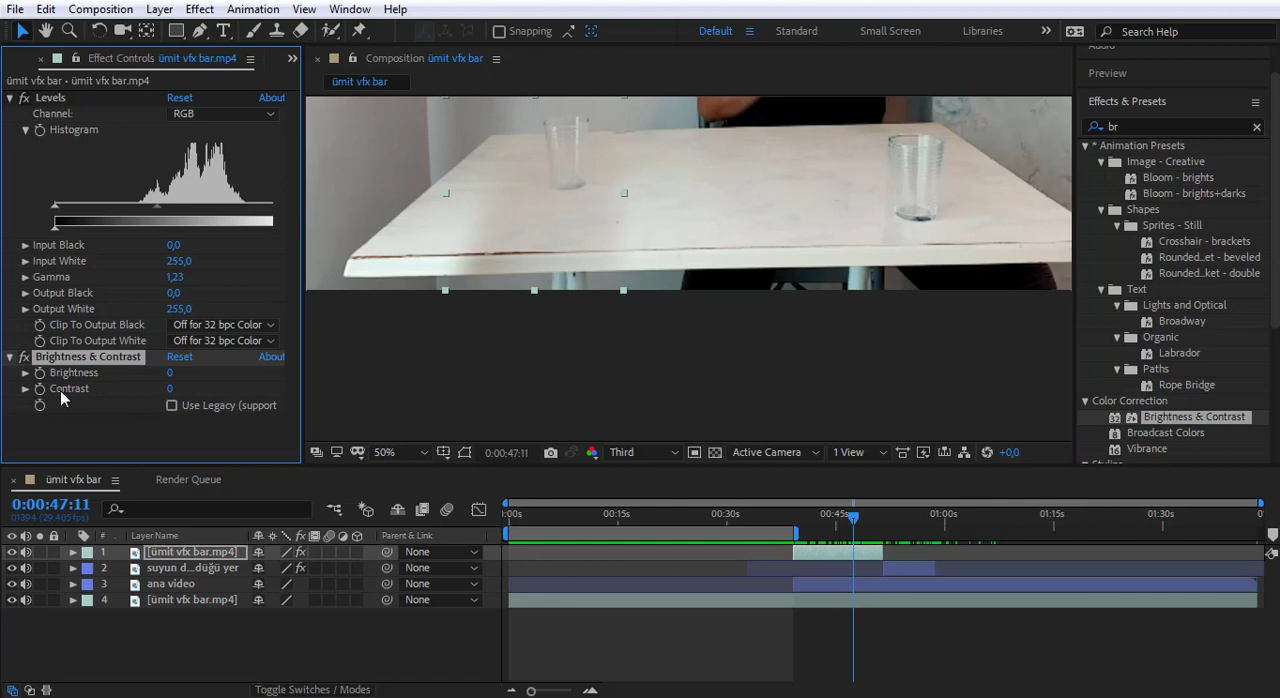 File Edit Composition Layer Effect Animation View Window Help
Snapping Default Standard Small Screen Libraries Search Help
Effect Controls ümit vfx bar.mp4
ümit vfx bar • ümit vfx bar.mp4
fx Levels Reset About
Channel: RGB
Histogram
Input Black 0,0
Input White 255,0
Gamma 1,23
Output Black 0,0
Output White 255,0
Clip To Output Black Off for 32 bpc Color
Clip To Output White Off for 32 bpc Color
fx Brightness & Contrast Reset About
Brightness 0
Contrast 0
Use Legacy (support
Composition ümit vfx bar
ümit vfx bar
50% 0:00:47:11 Third Active Camera 1 View +0,0
Preview
Effects & Presets
br
* Animation Presets
Image - Creative
Bloom - brights
Bloom - brights+darks
Shapes
Sprites - Still
Crosshair - brackets
Rounded...et - beveled
Rounded...ket - double
Text
Lights and Optical
Broadway
Organic
Labrador
Paths
Rope Bridge
Color Correction
32 Brightness & Contrast
8 Broadcast Colors
16 Vibrance
ümit vfx bar Render Queue
0:00:47:11
01394 (29.405 fps)
:00s 00:15s 00:30s 00:45s 01:00s 01:15s 01:30s
# Layer Name fx Parent & Link
1 [ümit vfx bar.mp4] fx None
2 suyun d...düğü yer fx None
3 ana video None
4 [ümit vfx bar.mp4] None
Toggle Switches / Modes